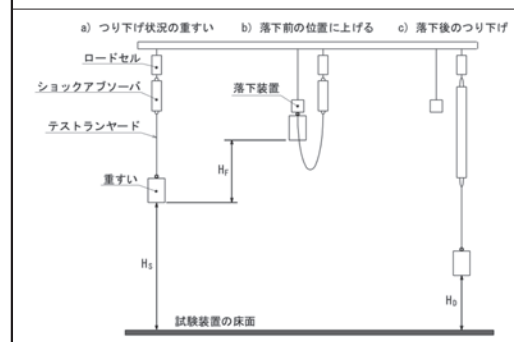 a) つり下げ状況の重すい b) 落下前の位置に上げる c) 落下後のつり下げ
ロードセル
ショックアブソーバ
落下装置
テストランヤード
H_F
重すい
H_S
H_D
試験装置の床面